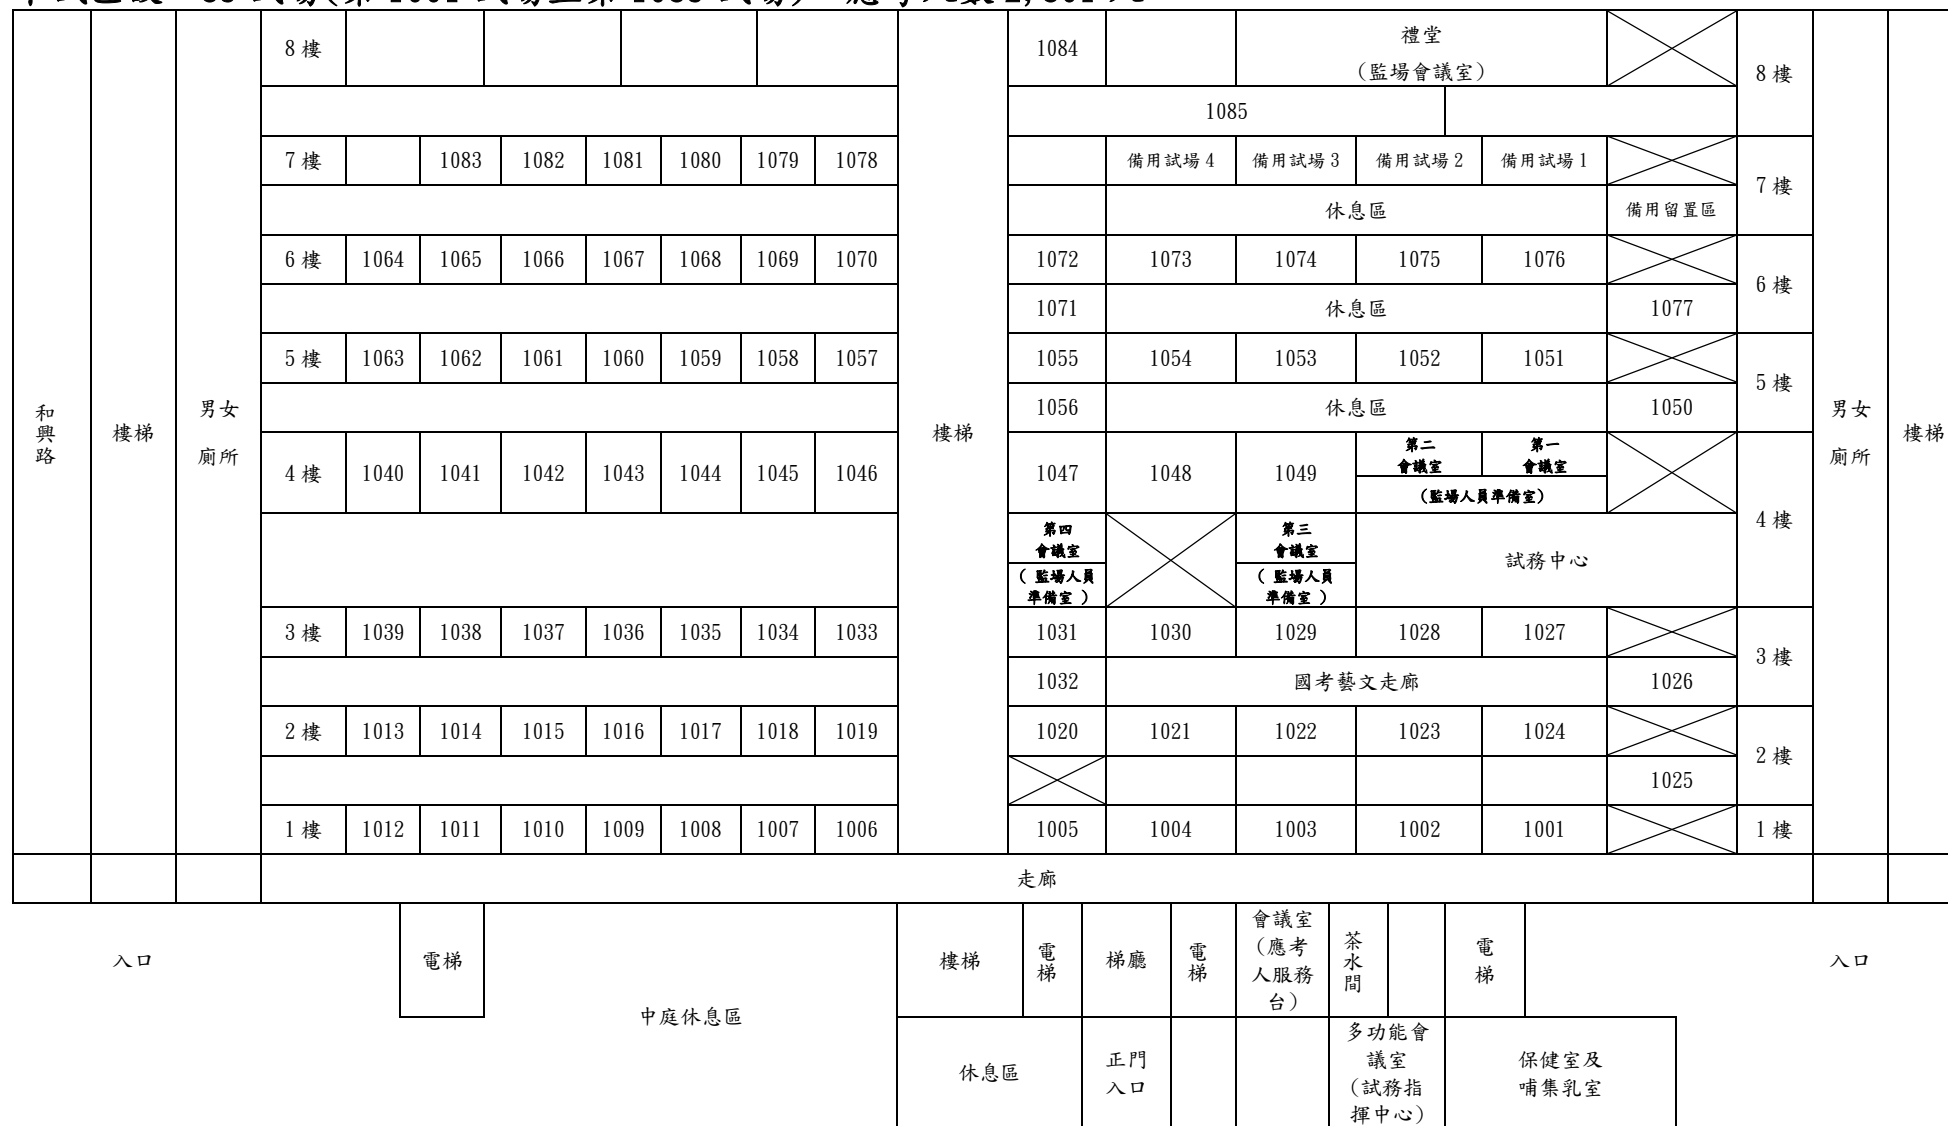 8樓 1084 禮堂
(監場會議室) 8樓
1085
7樓 1083 1082 1081 1080 1079 1078 備用試場4 備用試場3 備用試場2 備用試場1 7樓
休息區 備用留置區
6樓 1064 1065 1066 1067 1068 1069 1070 1072 1073 1074 1075 1076 6樓
1071 休息區 1077
5樓 1063 1062 1061 1060 1059 1058 1057 1055 1054 1053 1052 1051 5樓
1056 休息區 1050
和興路 樓梯 男女廁所 樓梯 男女廁所 樓梯
4樓 1040 1041 1042 1043 1044 1045 1046 1047 1048 1049 第二會議室 第一會議室 4樓
(監場人員準備室)
第四會議室 第三會議室 試務中心
(監場人員準備室) (監場人員準備室)
3樓 1039 1038 1037 1036 1035 1034 1033 1031 1030 1029 1028 1027 3樓
1032 國考藝文走廊 1026
2樓 1013 1014 1015 1016 1017 1018 1019 1020 1021 1022 1023 1024 2樓
1025
1樓 1012 1011 1010 1009 1008 1007 1006 1005 1004 1003 1002 1001 1樓
走廊
入口 電梯 樓梯 電梯 梯廳 電梯 會議室(應考人服務台) 茶水間 電梯 入口
中庭休息區
休息區 正門入口 多功能會議室(試務指揮中心) 保健室及哺集乳室